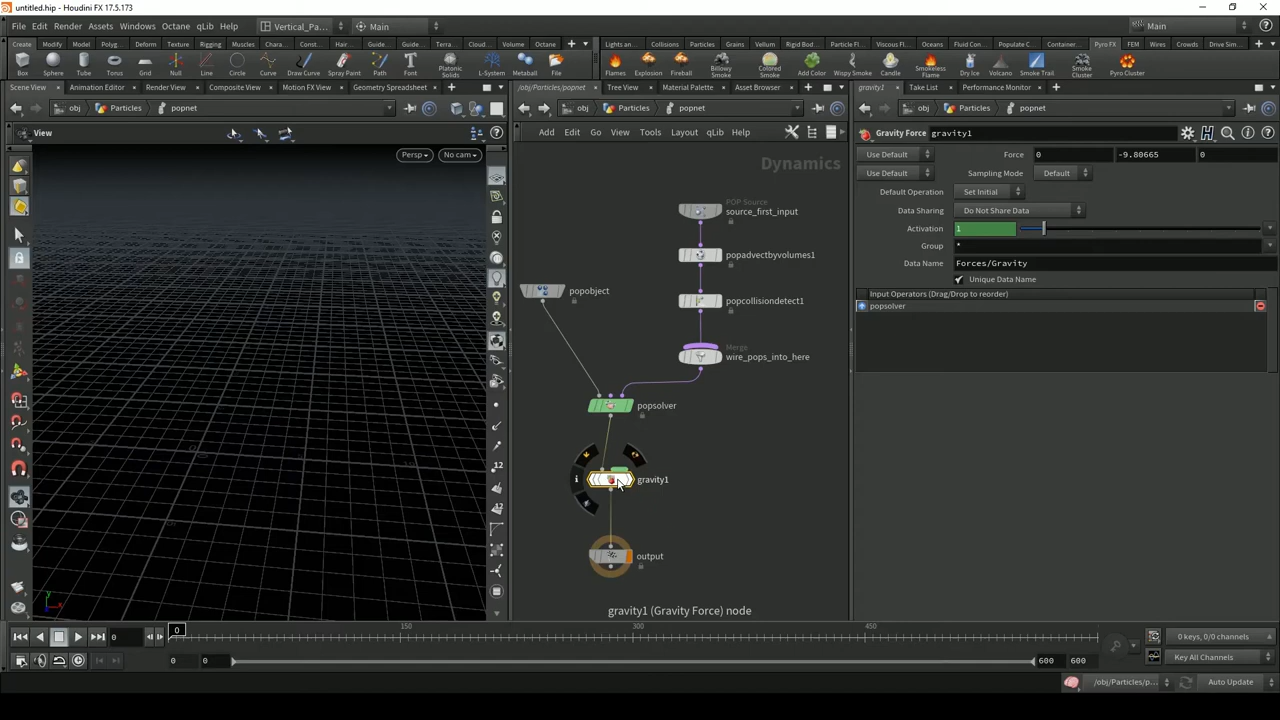 untitled.hip - Houdini FX 17.5.173
File Edit Render Assets Windows Octane qLib Help Vertical_Pa... Main Main
Create Modify Model Polyg... Deform Texture Rigging Muscles Chara... Const... Hair... Guide... Guide... Terra... Cloud... Volume Octane Lights an... Collisions Particles Grains Vellum Rigid Bod... Particle Fl... Viscous Fl... Oceans Fluid Con... Populate C... Container... Pyro FX FEM Wires Crowds Drive Sim...
Box Sphere Tube Torus Grid Null Line Circle Curve Draw Curve Spray Paint Path Font Platonic Solids L-System Metaball File Flames Explosion Fireball Billowy Smoke Colored Smoke Add Color Wispy Smoke Candle Smokeless Flame Dry Ice Volcano Smoke Trail Smoke Cluster Pyro Cluster
Scene View Animation Editor Render View Composite View Motion FX View Geometry Spreadsheet
obj Particles popnet
View
Persp No cam
/obj/Particles/popnet Tree View Material Palette Asset Browser
obj Particles popnet
Add Edit Go View Tools Layout qLib Help
Dynamics
POP Source
source_first_input
popadvectbyvolumes1
popobject
popcollisiondetect1
Merge
wire_pops_into_here
popsolver
gravity1
output
gravity1 (Gravity Force) node
gravity1 Take List Performance Monitor
obj Particles popnet
Gravity Force gravity1
Use Default Force 0 -9.80665 0
Use Default Sampling Mode Default
Default Operation Set Initial
Data Sharing Do Not Share Data
Activation 1
Group *
Data Name Forces/Gravity
Unique Data Name
Input Operators (Drag/Drop to reorder)
popsolver
0 0 150 300 450
0 0 600 600
0 keys, 0/0 channels
Key All Channels
/obj/Particles/p... Auto Update